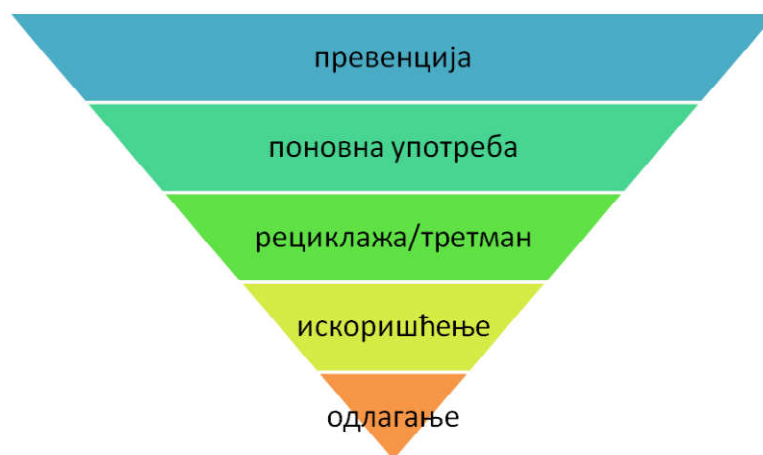 превенција
поновна употреба
рециклажа/третман
искоришћење
одлагање